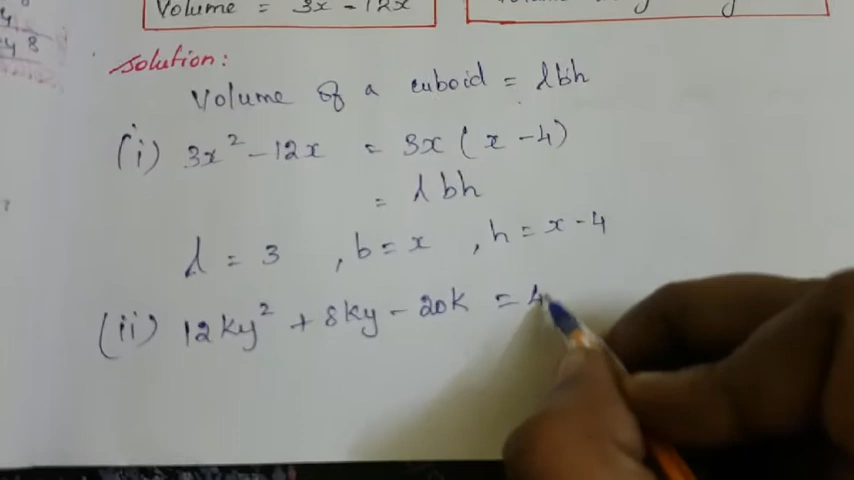 Volume = 3x - 12x
Solution:
Volume of a cuboid = lbh
(i) 3x² - 12x = 3x (x - 4)
= lbh
l = 3 , b = x , h = x - 4
(ii) 12ky² + 8ky - 20k = 4